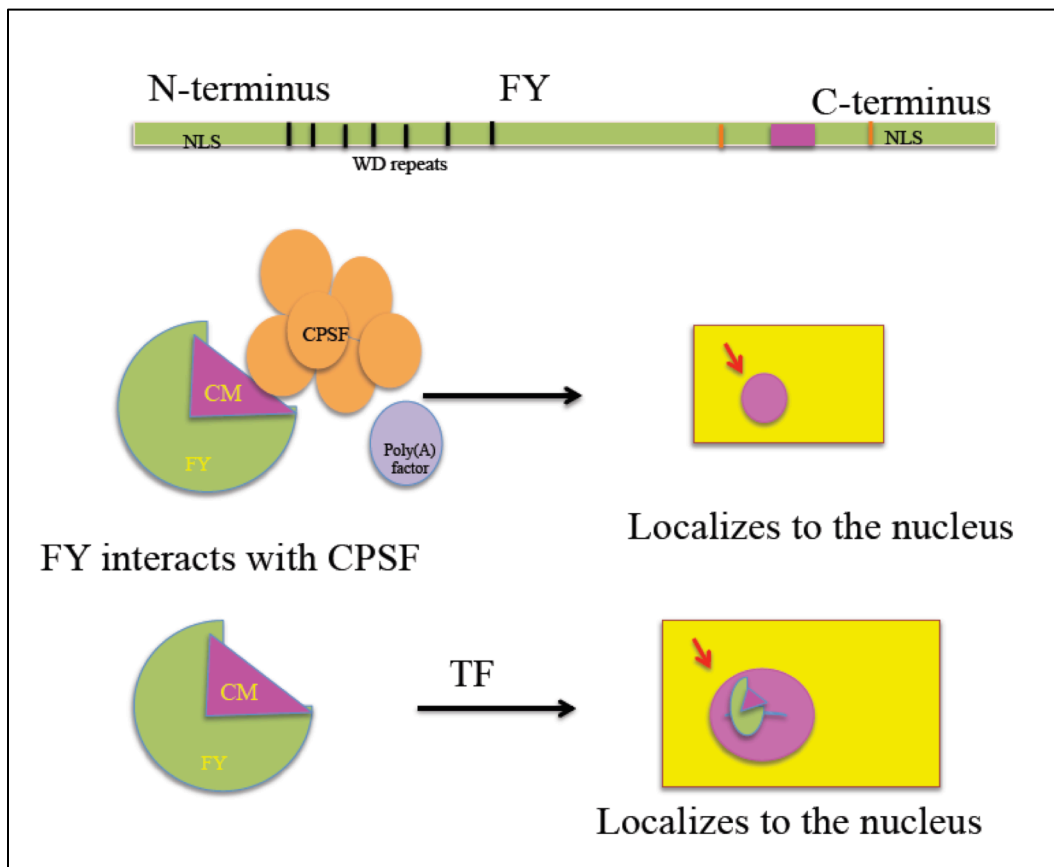 N-terminus FY C-terminus
NLS NLS
WD repeats
CPSF
CM
Poly(A)
factor
FY
Localizes to the nucleus
FY interacts with CPSF
TF
CM
FY
Localizes to the nucleus